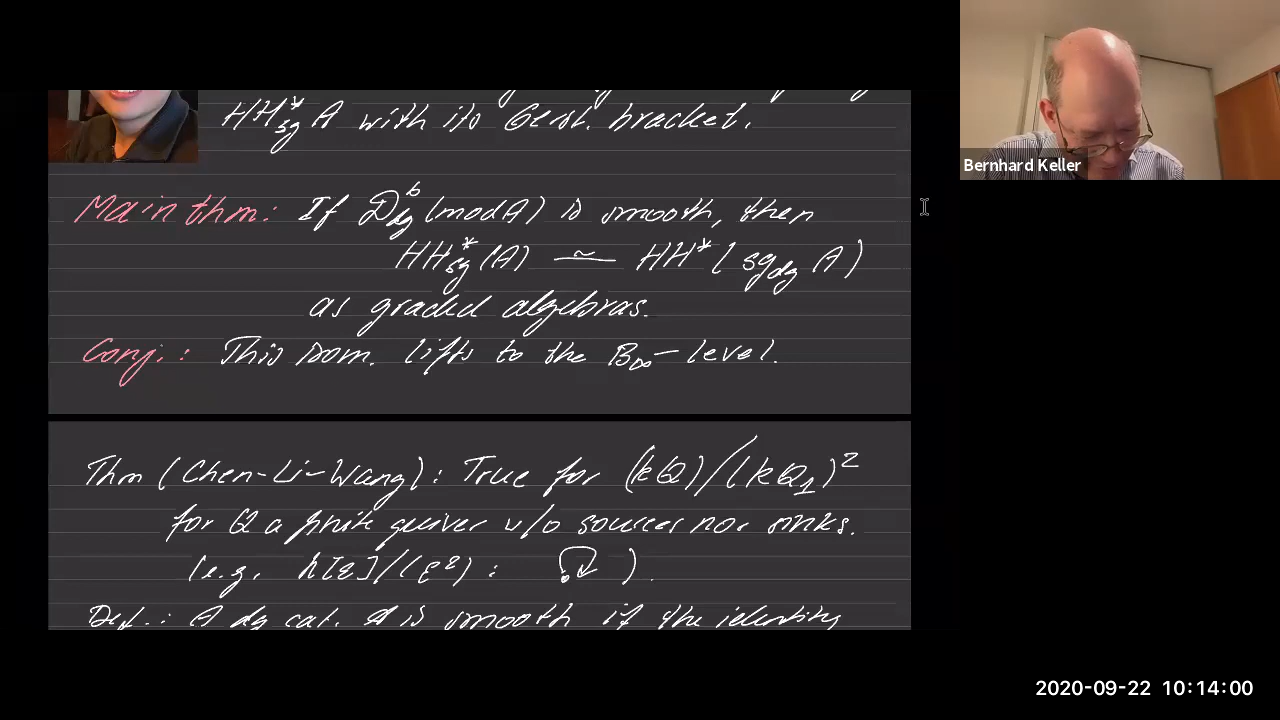 HH*_sg A with its Gerst. bracket.
Main thm: If D^b_dg (mod A) is smooth, then
HH*_sg (A) ≃ HH* ( sg_dg A )
as graded algebras.
Conj.: This isom. lifts to the B∞-level.
Thm (Chen-Li-Wang): True for (kQ)/(kQ_1)^2
for Q a finite quiver w/o sources nor sinks.
(e.g. k[ε]/(ε²) : ).
Def.: A dg cat. A is smooth if the identity
Bernhard Keller
2020-09-22 10:14:00